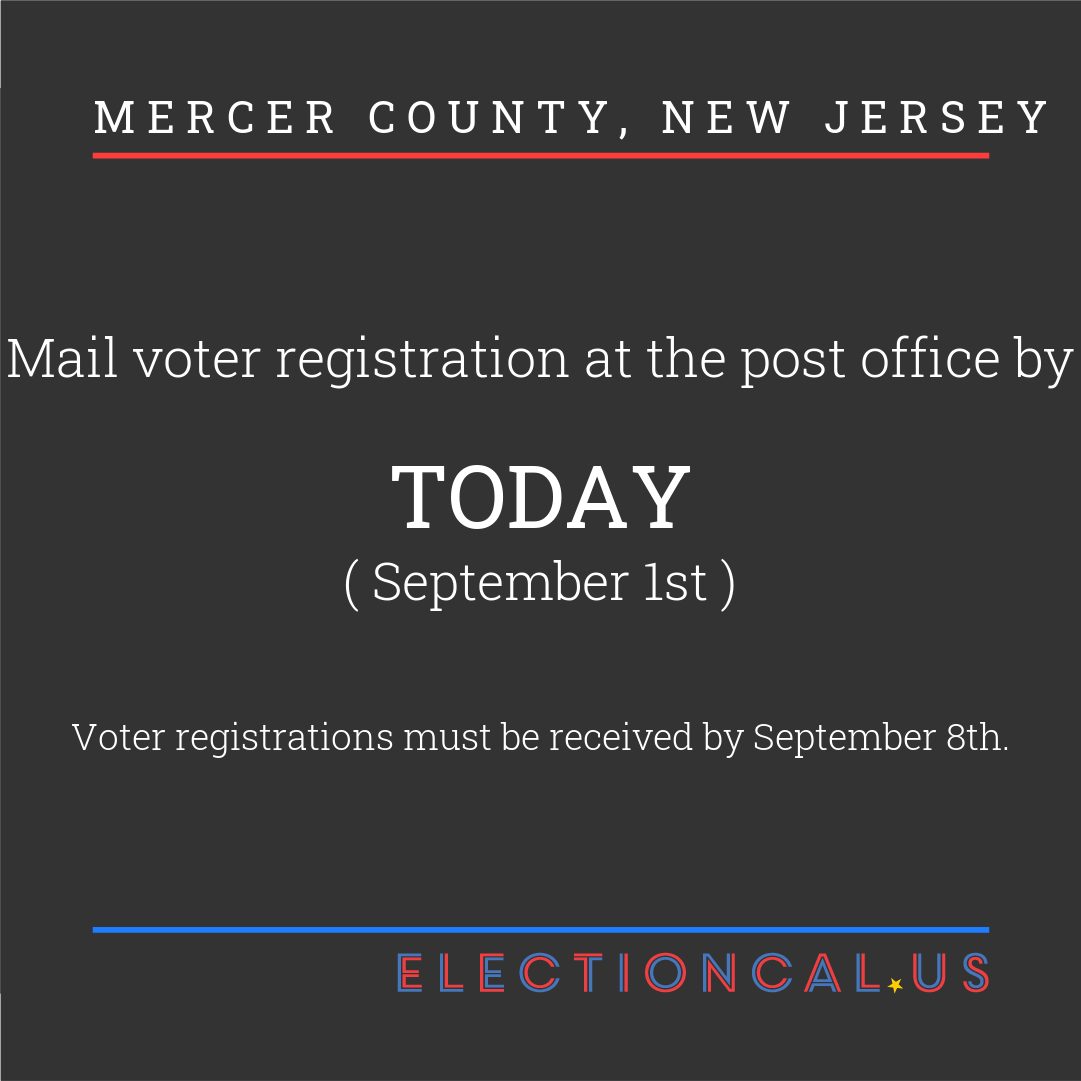 MERCER COUNTY, NEW JERSEY
Mail voter registration at the post office by
TODAY
( September 1st )
Voter registrations must be received by September 8th.
ELECTIONCAL.US